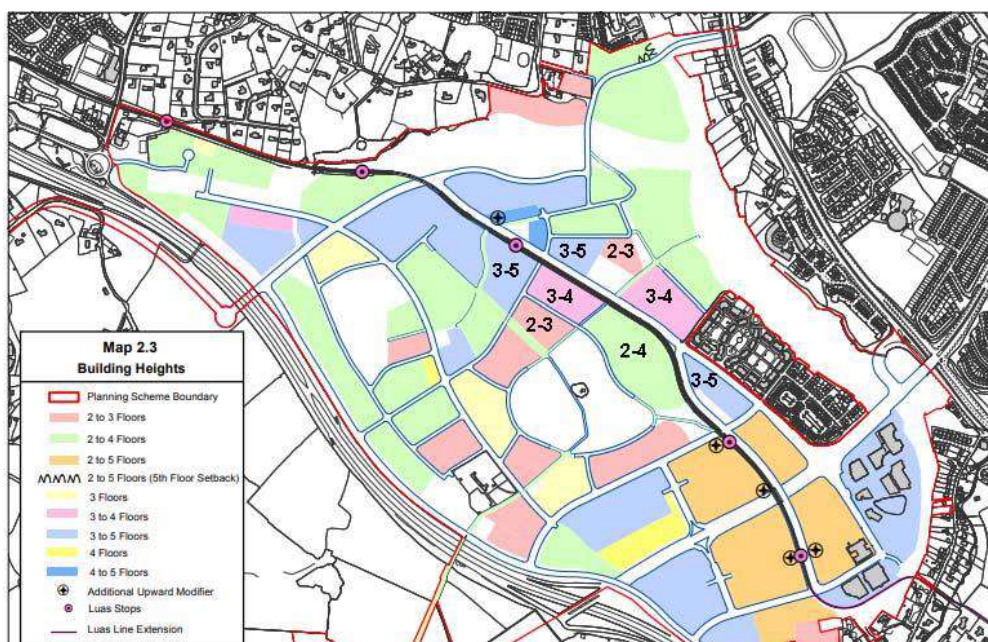 3-5
2-3
3-5
3-4
3-4
2-3
2-4
3-5
Map 2.3
Building Heights
Planning Scheme Boundary
2 to 3 Floors
2 to 4 Floors
2 to 5 Floors
2 to 5 Floors (5th Floor Setback)
3 Floors
3 to 4 Floors
3 to 5 Floors
4 Floors
4 to 5 Floors
Additional Upward Modifier
Luas Stops
Luas Line Extension